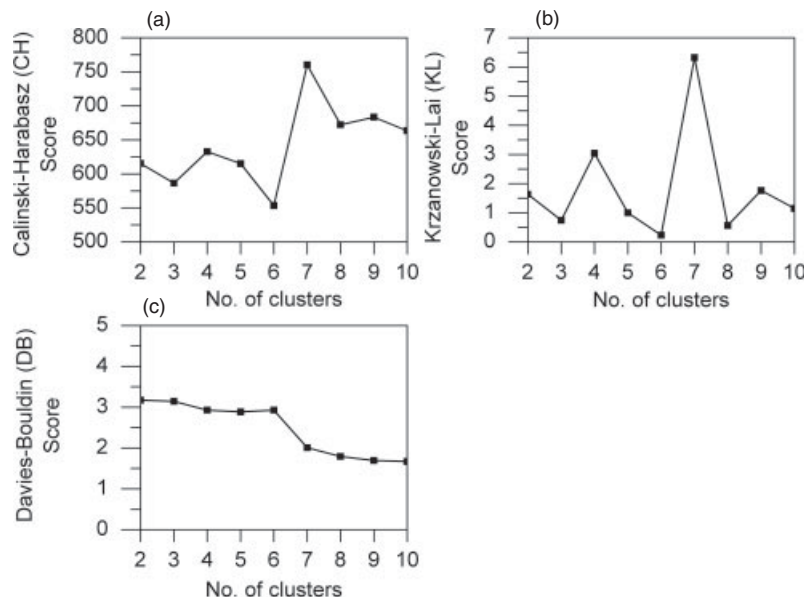 (a)
Calinski-Harabasz (CH)
Score
800
750
700
650
600
550
500
2 3 4 5 6 7 8 9 10
No. of clusters
(b)
Krzanowski-Lai (KL)
Score
7
6
5
4
3
2
1
0
2 3 4 5 6 7 8 9 10
No. of clusters
(c)
Davies-Bouldin (DB)
Score
5
4
3
2
1
0
2 3 4 5 6 7 8 9 10
No. of clusters